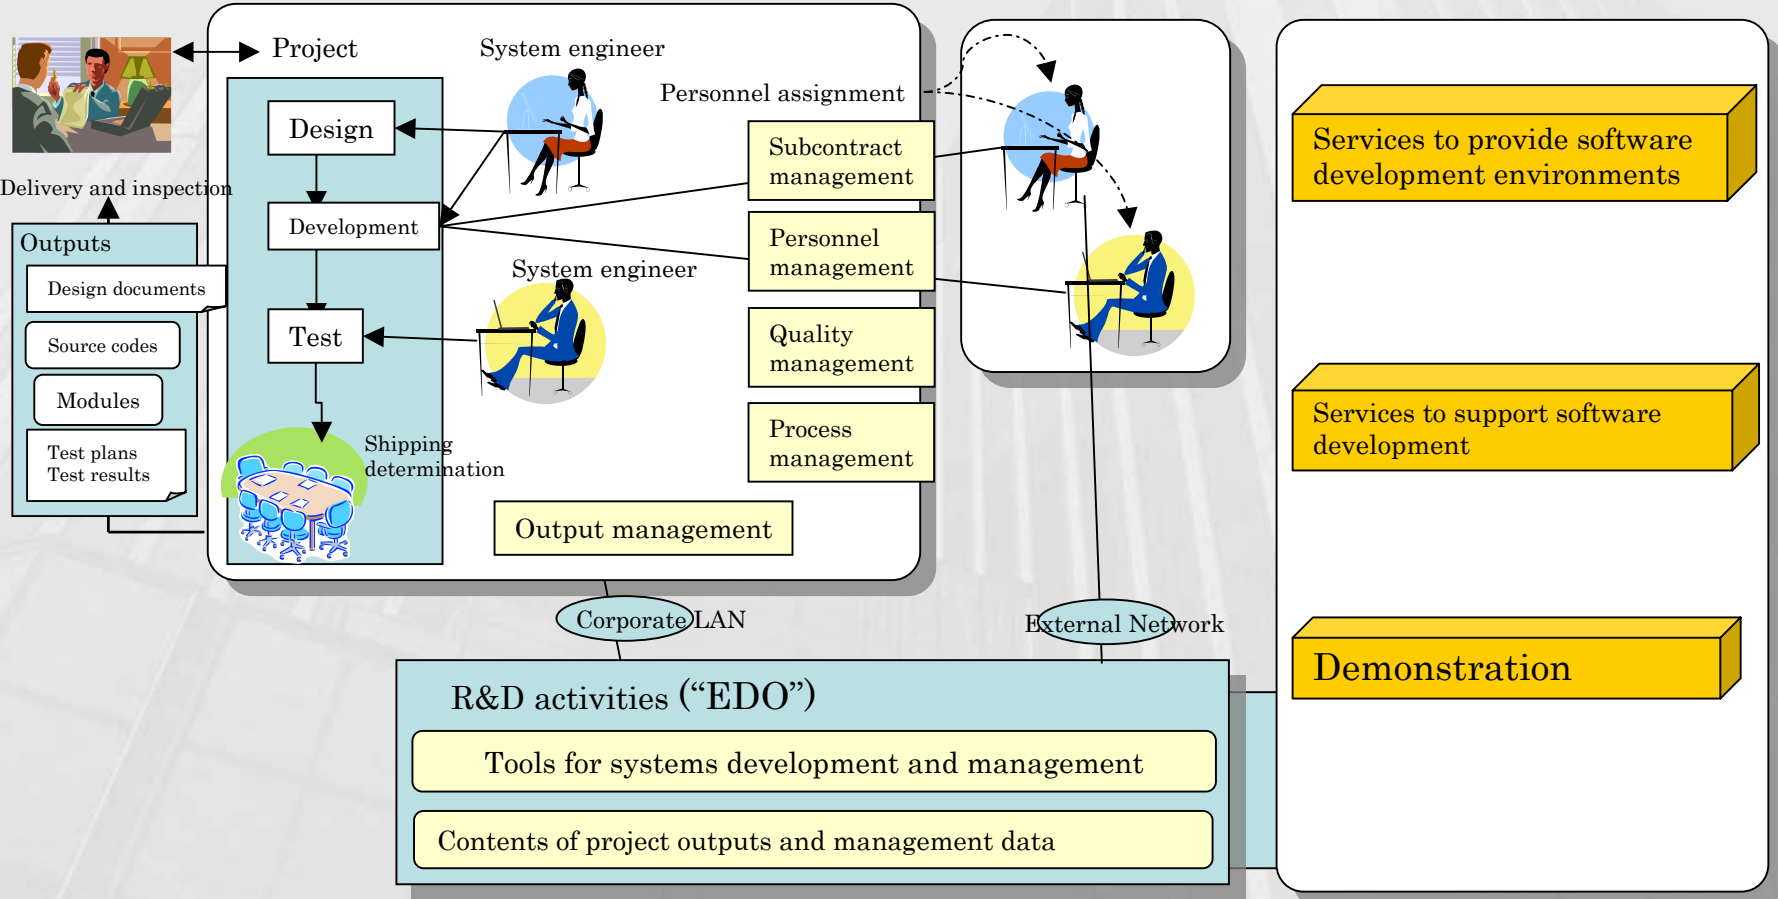 Project
System engineer
Personnel assignment
Design
Subcontract
management
Delivery and inspection
Development
Outputs
Personnel
management
Design documents
System engineer
Source codes
Test
Quality
management
Modules
Test plans
Test results
Shipping
determination
Process
management
Output management
Corporate LAN
External Network
R&D activities (“EDO”)
Tools for systems development and management
Contents of project outputs and management data
Services to provide software
development environments
Services to support software
development
Demonstration